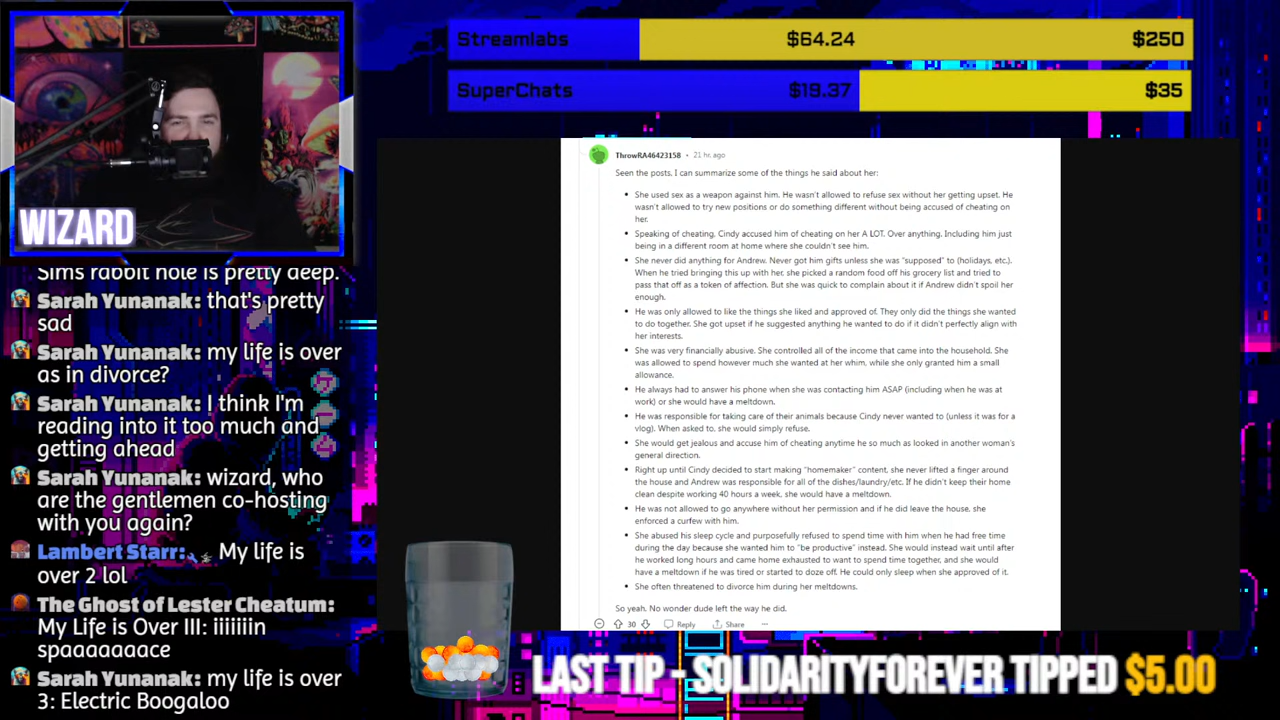 Streamlabs $64.24 $250
SuperChats $19.37 $35
WIZARD
Sims rabbit hole is pretty deep.
Sarah Yunanak: that's pretty
sad
Sarah Yunanak: my life is over
as in divorce?
Sarah Yunanak: I think I'm
reading into it too much and
getting ahead
Sarah Yunanak: wizard, who
are the gentlemen co-hosting
with you again?
Lambert Starr: My life is
over 2 lol
The Ghost of Lester Cheatum:
My Life is Over III: iiiiiin
spaaaaaace
Sarah Yunanak: my life is over
3: Electric Boogaloo
ThrowRA46423158 • 21 hr. ago
Seen the posts. I can summarize some of the things he said about her:
• She used sex as a weapon against him. He wasn't allowed to refuse sex without her getting upset. He
wasn't allowed to try new positions or do something different without being accused of cheating on
her.
• Speaking of cheating, Cindy accused him of cheating on her A LOT. Over anything. Including him just
being in a different room at home where she couldn't see him.
• She never did anything for Andrew. Never got him gifts unless she was "supposed" to (holidays, etc.).
When he tried bringing this up with her, she picked a random food off his grocery list and tried to
pass that off as a token of affection. But she was quick to complain about it if Andrew didn't spoil her
enough.
• He was only allowed to like the things she liked and approved of. They only did the things she wanted
to do together. She got upset if he suggested anything he wanted to do if it didn't perfectly align with
her interests.
• She was very financially abusive. She controlled all of the income that came into the household. She
was allowed to spend however much she wanted at her whim, while she only granted him a small
allowance.
• He always had to answer his phone when she was contacting him ASAP (including when he was at
work) or she would have a meltdown.
• He was responsible for taking care of their animals because Cindy never wanted to (unless it was for a
vlog). When asked to, she would simply refuse.
• She would get jealous and accuse him of cheating anytime he so much as looked in another woman's
general direction.
• Right up until Cindy decided to start making "homemaker" content, she never lifted a finger around
the house and Andrew was responsible for all of the dishes/laundry/etc. If he didn't keep their home
clean despite working 40 hours a week, she would have a meltdown.
• He was not allowed to go anywhere without her permission and if he did leave the house, she
enforced a curfew with him.
• She abused his sleep cycle and purposefully refused to spend time with him when he had free time
during the day because she wanted him to "be productive" instead. She would instead wait until after
he worked long hours and came home exhausted to want to spend time together, and she would
have a meltdown if he was tired or started to doze off. He could only sleep when she approved of it.
• She often threatened to divorce him during her meltdowns.
So yeah. No wonder dude left the way he did.
30 Reply Share ···
LAST TIP - SOLIDARITYFOREVER TIPPED $5.00